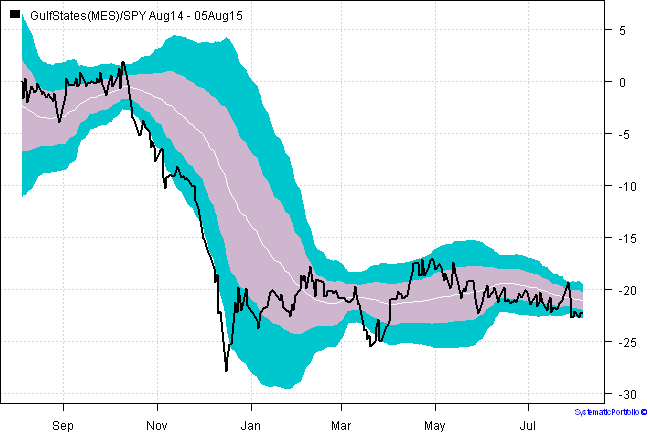 GulfStates(MES)/SPY Aug14 - 05Aug15
5
0
-5
-10
-15
-20
-25
-30
Sep Nov Jan Mar May Jul
SystematicPortfolio ©